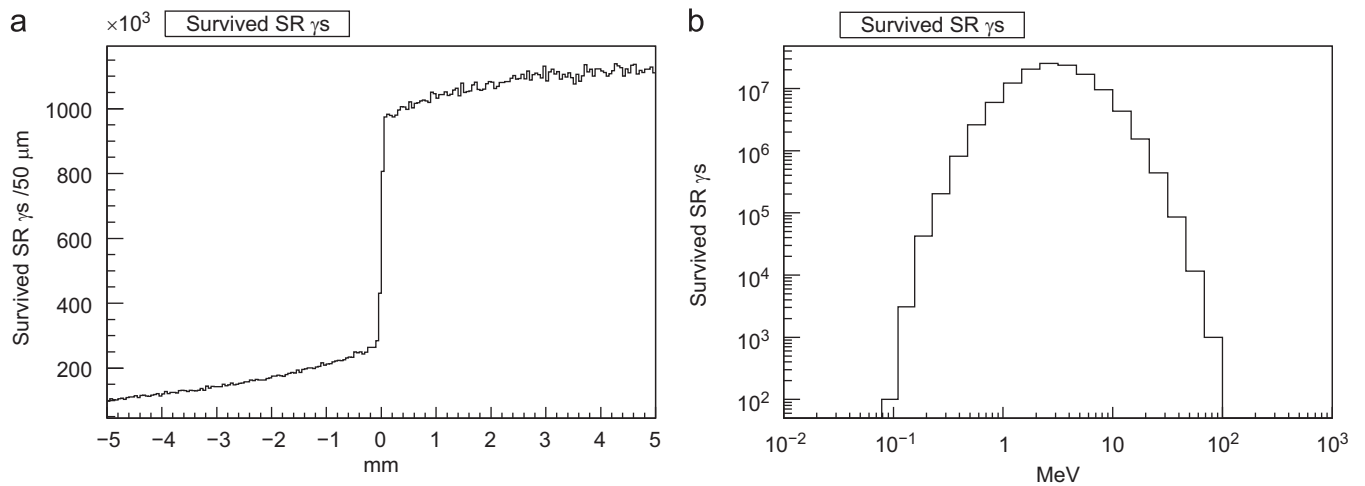 a
×10³
Survived SR γs
Survived SR γs /50 μm
1000
800
600
400
200
−5 −4 −3 −2 −1 0 1 2 3 4 5
mm
b
Survived SR γs
Survived SR γs
10⁷
10⁶
10⁵
10⁴
10³
10²
10⁻² 10⁻¹ 1 10 10² 10³
MeV